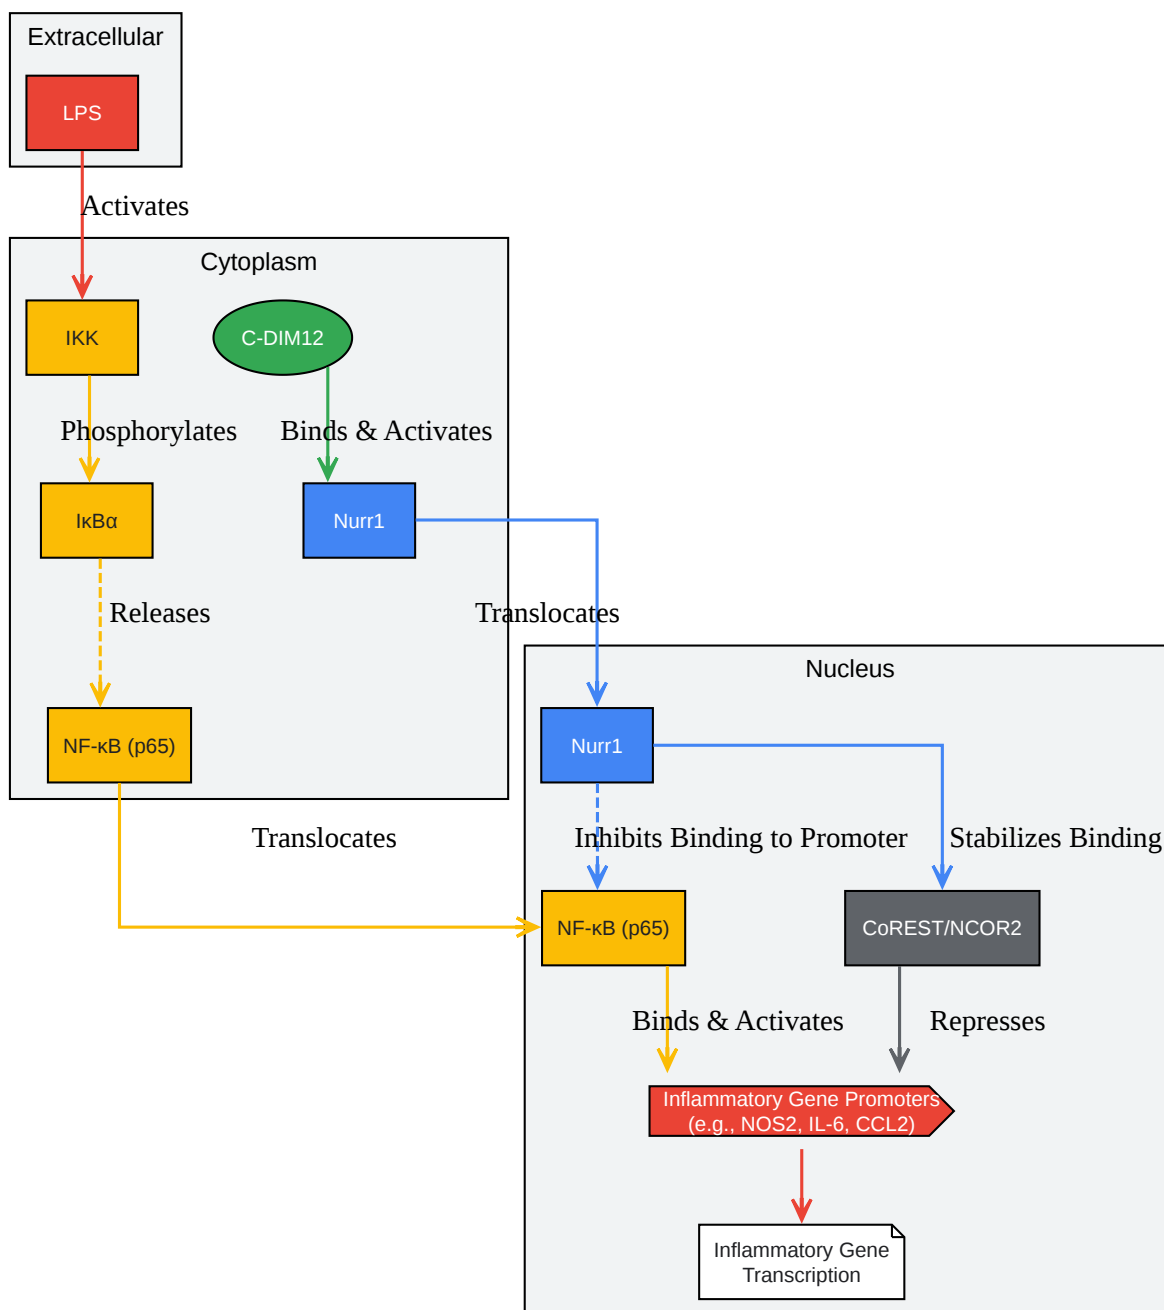 Extracellular
LPS
Activates
Cytoplasm
IKK
C-DIM12
Phosphorylates
Binds & Activates
IκBα
Nurr1
Releases
Translocates
Nucleus
NF-κB (p65)
Nurr1
Translocates
Inhibits Binding to Promoter
Stabilizes Binding
NF-κB (p65)
CoREST/NCOR2
Binds & Activates
Represses
Inflammatory Gene Promoters
(e.g., NOS2, IL-6, CCL2)
Inflammatory Gene
Transcription